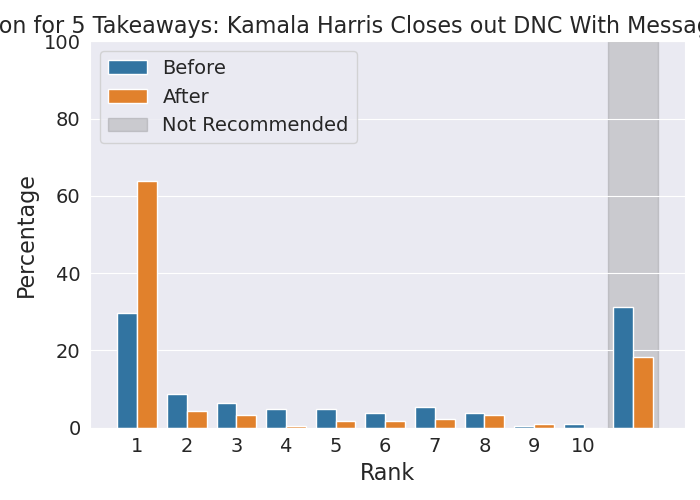 on for 5 Takeaways: Kamala Harris Closes out DNC With Messag
100
80
60
40
20
0
Percentage
Before
After
Not Recommended
1 2 3 4 5 6 7 8 9 10
Rank